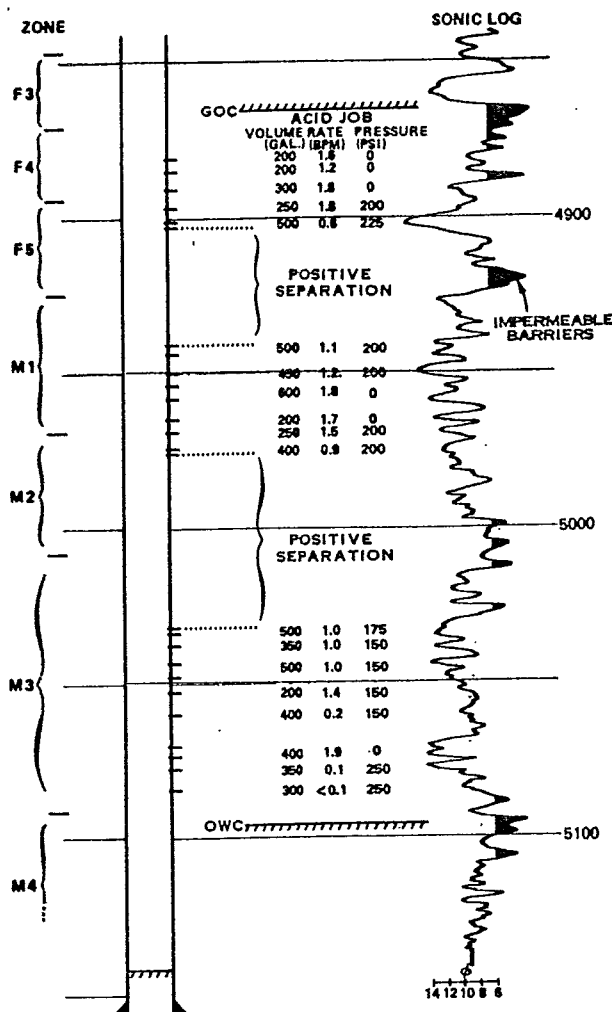 ZONE
SONIC LOG
F3
GOC
ACID JOB
VOLUME RATE PRESSURE
(GAL.) (BPM) (PSI)
200 1.6 0
200 1.2 0
F4
300 1.8 0
250 1.8 200
500 0.6 225
4900
F5
POSITIVE
SEPARATION
IMPERMEABLE
BARRIERS
500 1.1 200
450 1.2 200
M1
600 1.8 0
200 1.7 0
250 1.5 200
400 0.9 200
M2
5000
POSITIVE
SEPARATION
500 1.0 175
350 1.0 150
500 1.0 150
M3
200 1.4 150
400 0.2 150
400 1.9 0
350 0.1 250
300 <0.1 250
OWC
5100
M4
14 12 10 8 6